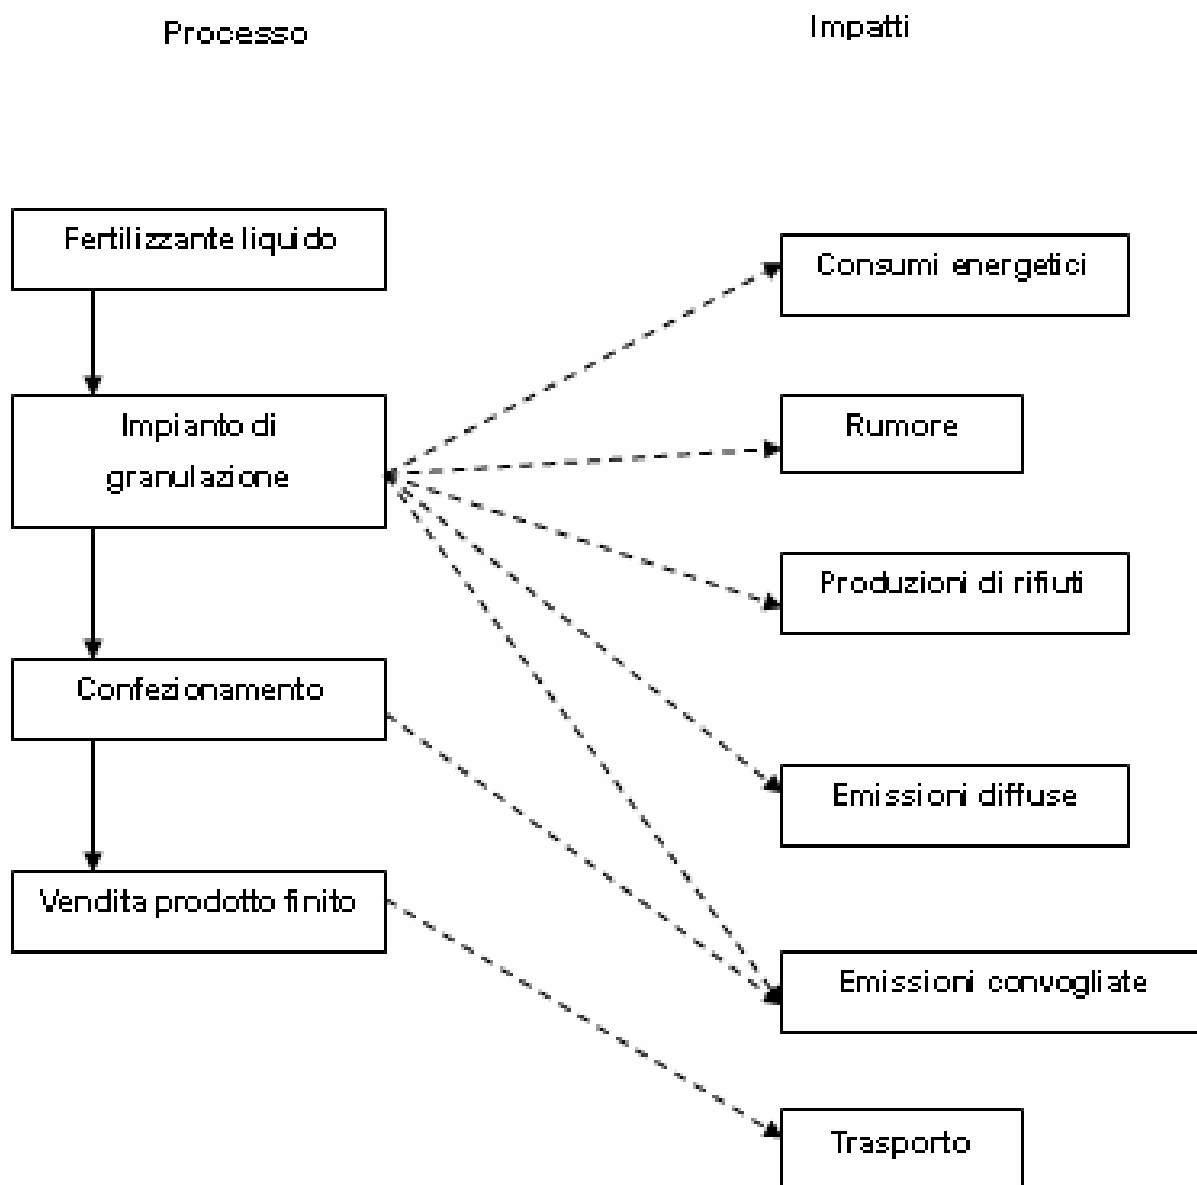 Processo
Impatti
Fertilizzante liquido
Consumi energetici
Impianto di
granulazione
Rumore
Produzioni di rifiuti
Confezionamento
Emissioni diffuse
Vendita prodotto finito
Emissioni convogliate
Trasporto